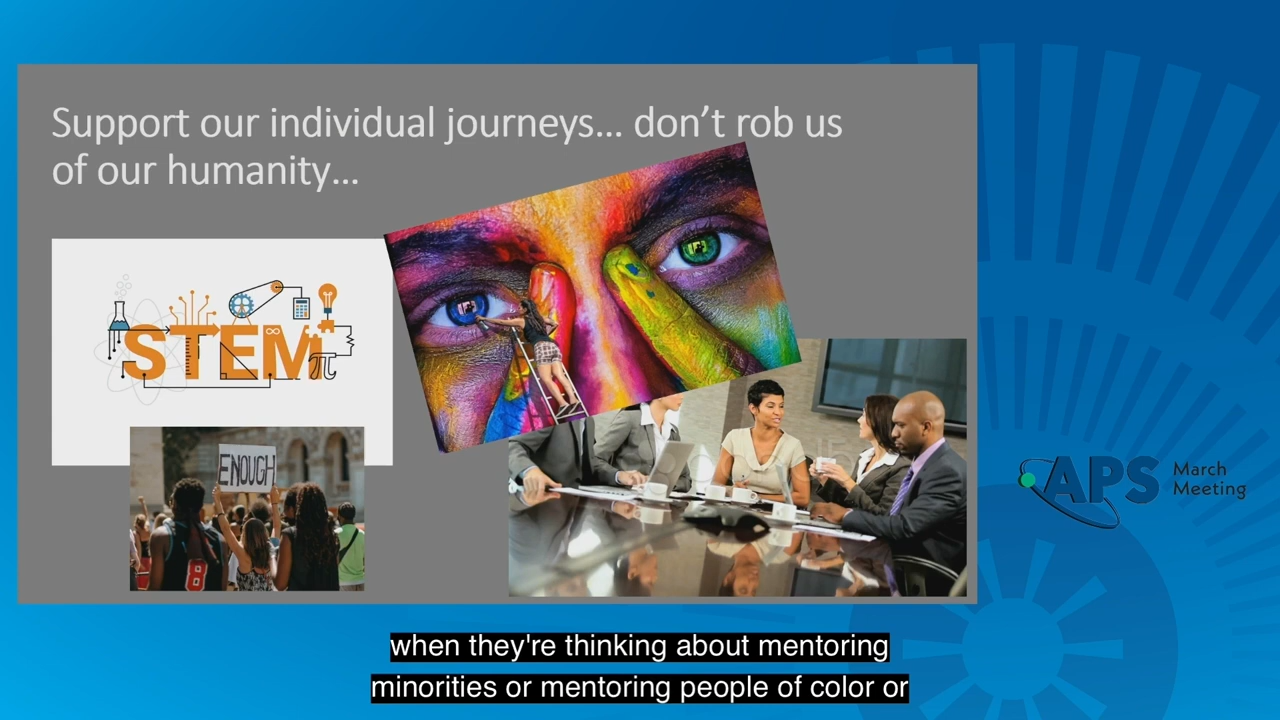 Support our individual journeys... don't rob us
of our humanity...
STEM
π
ENOUGH
8
APS
March
Meeting
when they're thinking about mentoring
minorities or mentoring people of color or